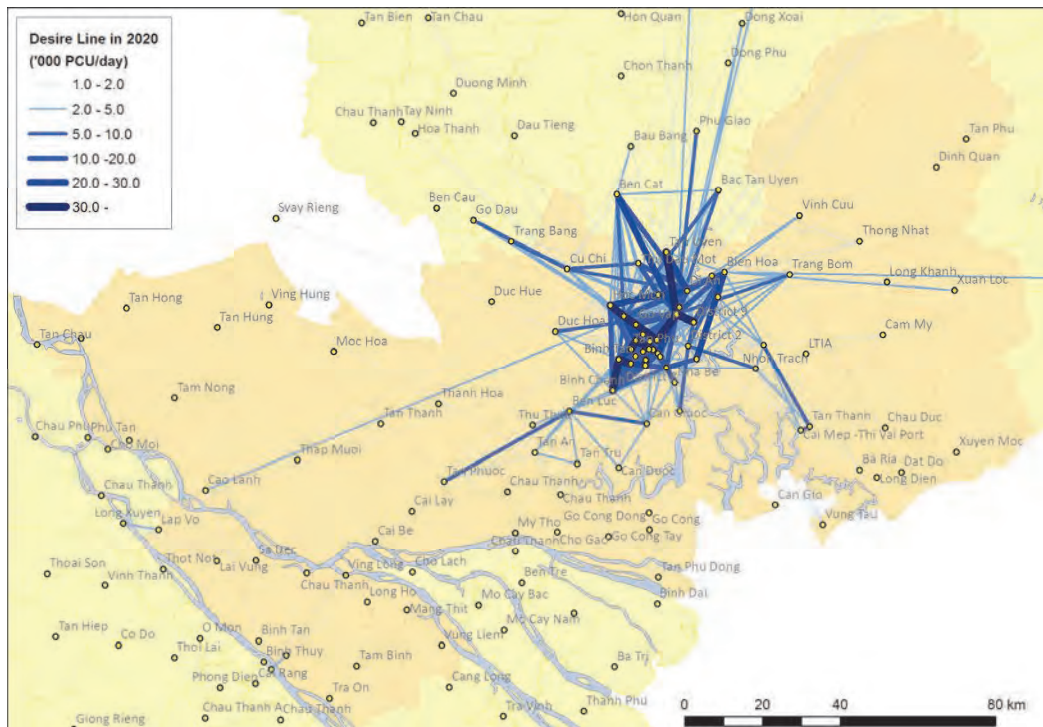 Desire Line in 2020
('000 PCU/day)
1.0 - 2.0
2.0 - 5.0
5.0 - 10.0
10.0 -20.0
20.0 - 30.0
30.0 -
Tan Bien
Tan Chau
Hon Quan
Dong Xoai
Dong Phu
Chon Thanh
Duong Minh
Chau Thanh
Tay Ninh
Hoa Thanh
Dau Tieng
Phu Giao
Tan Phu
Bau Bang
Dinh Quan
Ben Cat
Bac Tan Uyen
Ben Cau
Go Dau
Vinh Cuu
Svay Rieng
Trang Bang
Thong Nhat
Tan Uyen
Cu Chi
Bien Hoa
Trang Bom
Long Khanh
Xuan Loc
Duc Hue
Tan Hong
Ving Hung
Tan Hung
District 9
Duc Hoa
District 2
Cam My
Tan Chau
Moc Hoa
LTIA
Nhon Trach
Binh Chanh
Tam Nong
Thanh Hoa
Ben Luc
Tan Thanh
Thu Thua
Can Giuoc
Tan Thanh
Chau Duc
Chau Phu
Phu Tan
Cho Moi
Cai Mep -Thi Vai Port
Tan An
Xuyen Moc
Thap Muoi
Tan Tru
Tan Phuoc
Can Duoc
Ba Ria
Dat Do
Long Dien
Cao Lanh
Chau Thanh
Cai Lay
Chau Thanh
Chau Thanh
Can Gio
Long Xuyen
Lap Vo
Go Cong Dong
Go Cong
Vung Tau
My Tho
Cai Be
Chau Thanh
Cho Gao
Go Cong Tay
Thoai Son
Thot Not
Lai Vung
Sa Dec
Vinh Thanh
Chau Thanh
Ving Long
Cho Lach
Tan Phu Dong
Ben Tre
Long Ho
Mang Thit
Mo Cay Bac
Binh Dai
Mo Cay Nam
Tan Hiep
Co Do
O Mon
Binh Tan
Vung Liem
Thoi Lai
Binh Thuy
Tam Binh
Ba Tri
Cai Rang
Phong Dien
Cang Long
Tra On
Thanh Phu
Chau Thanh A
Chau Thanh
Tra Vinh
Giong Rieng
0 10 20 40 60 80 km